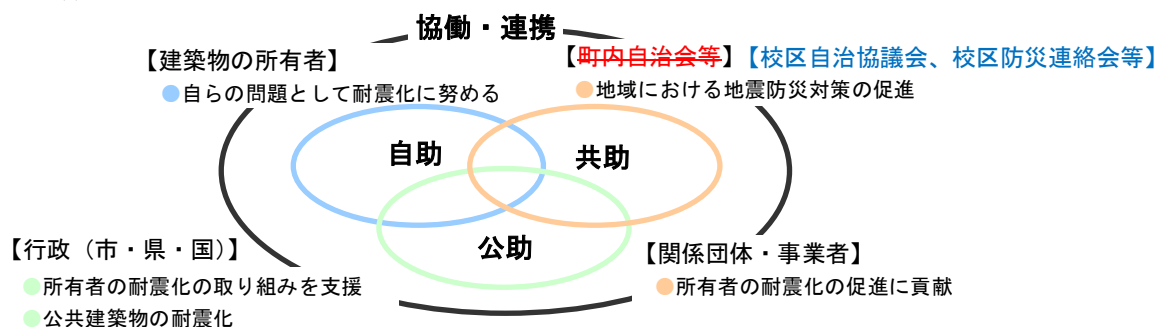 協働・連携
【建築物の所有者】
●自らの問題として耐震化に努める
【町内自治会等】【校区自治協議会、校区防災連絡会等】
●地域における地震防災対策の促進
自助
共助
公助
【行政（市・県・国）】
●所有者の耐震化の取り組みを支援
●公共建築物の耐震化
【関係団体・事業者】
●所有者の耐震化の促進に貢献